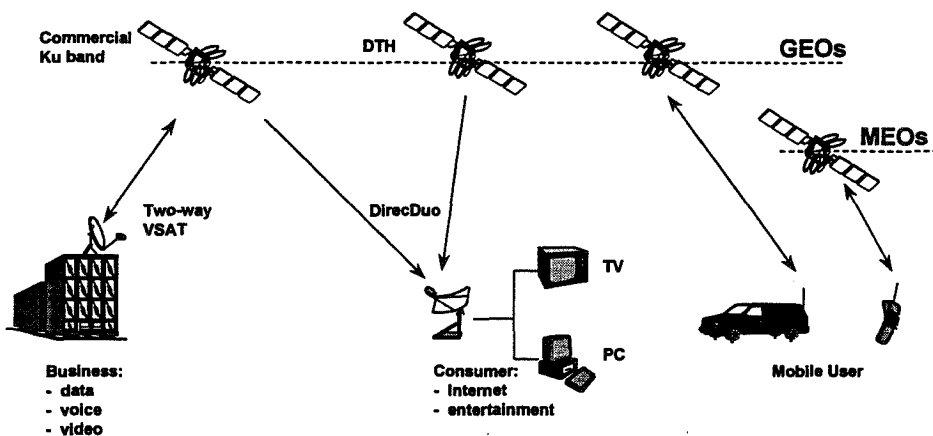 Commercial
Ku band
DTH
GEOs
MEOs
Two-way
VSAT
DirecDuo
TV
PC
Business:
- data
- voice
- video
Consumer:
- Internet
- entertainment
Mobile User